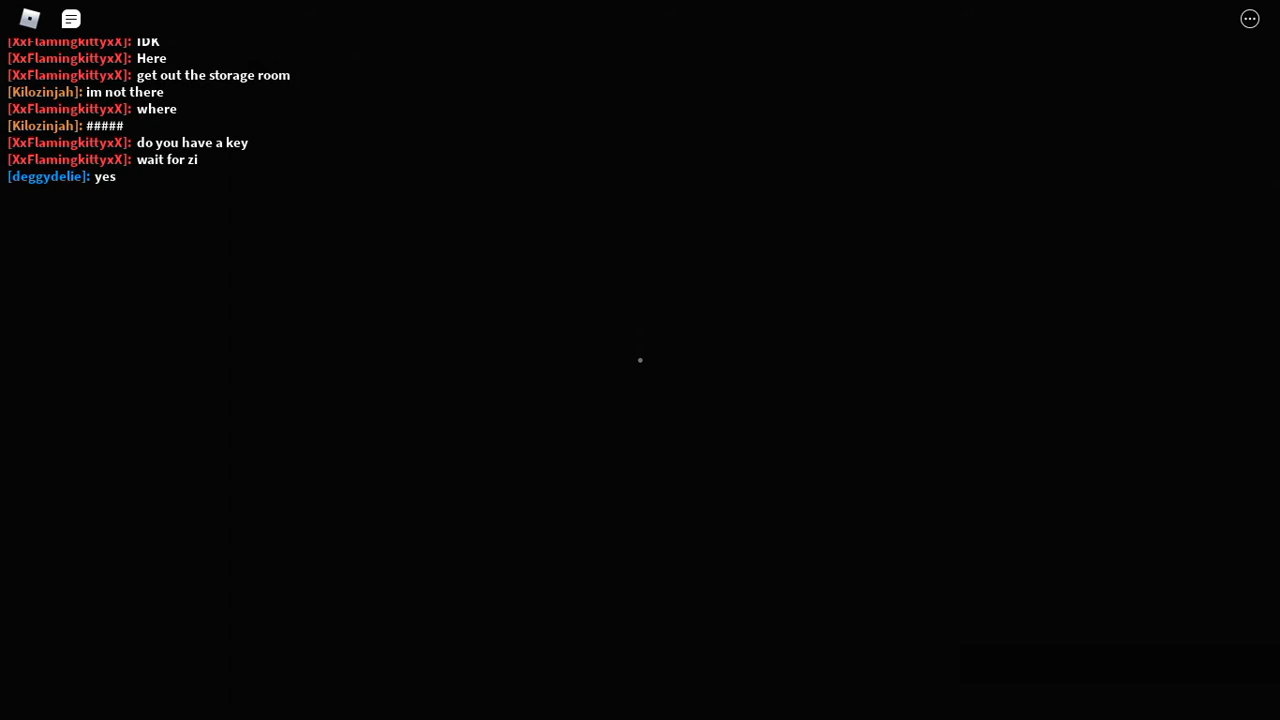 [XxFlamingkittyxX]: IDK
[XxFlamingkittyxX]: Here
[XxFlamingkittyxX]: get out the storage room
[Kilozinjah]: im not there
[XxFlamingkittyxX]: where
[Kilozinjah]: #####
[XxFlamingkittyxX]: do you have a key
[XxFlamingkittyxX]: wait for zi
[deggydelie]: yes